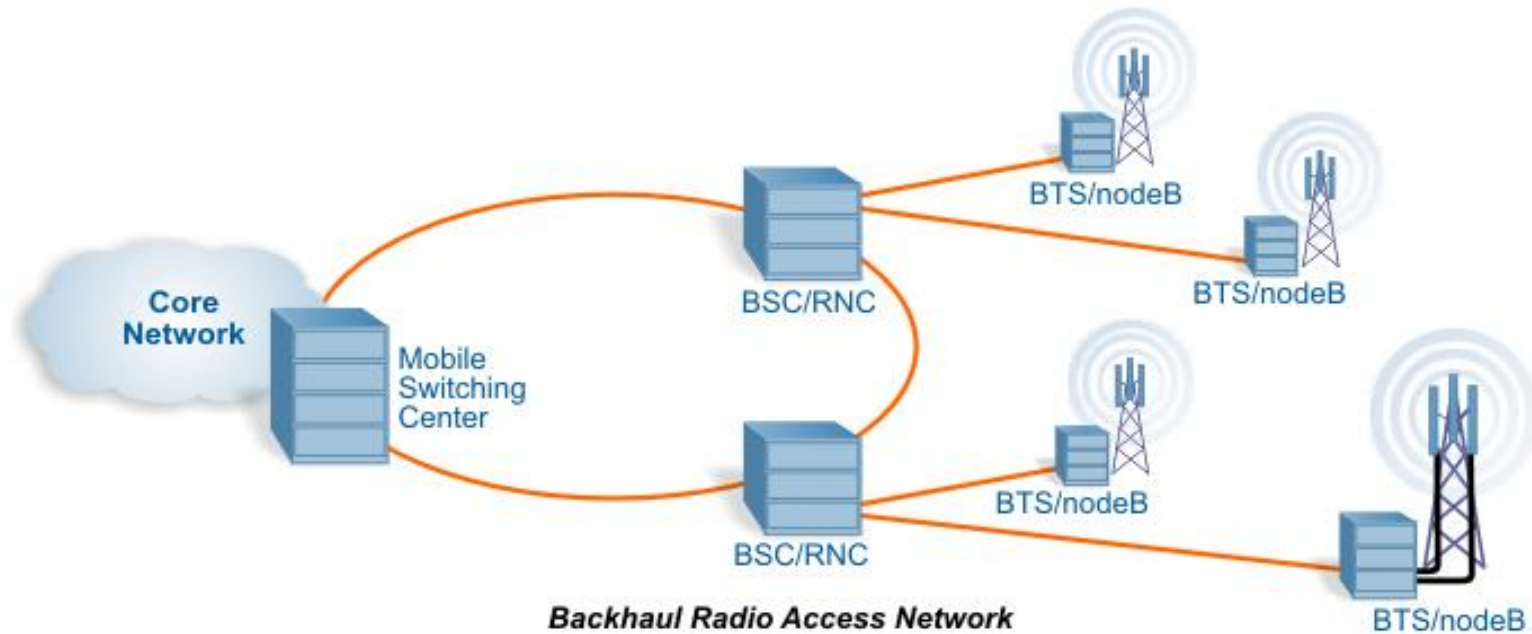 BTS/nodeB
BTS/nodeB
BSC/RNC
Core
Network
Mobile
Switching
Center
BTS/nodeB
BSC/RNC
BTS/nodeB
Backhaul Radio Access Network